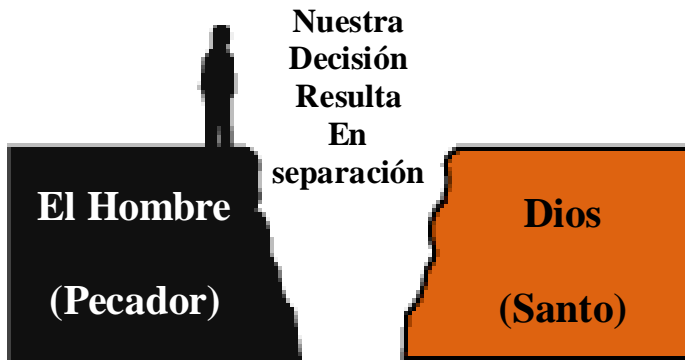 Nuestra
Decisión
Resulta
En
separación
El Hombre
(Pecador)
Dios
(Santo)